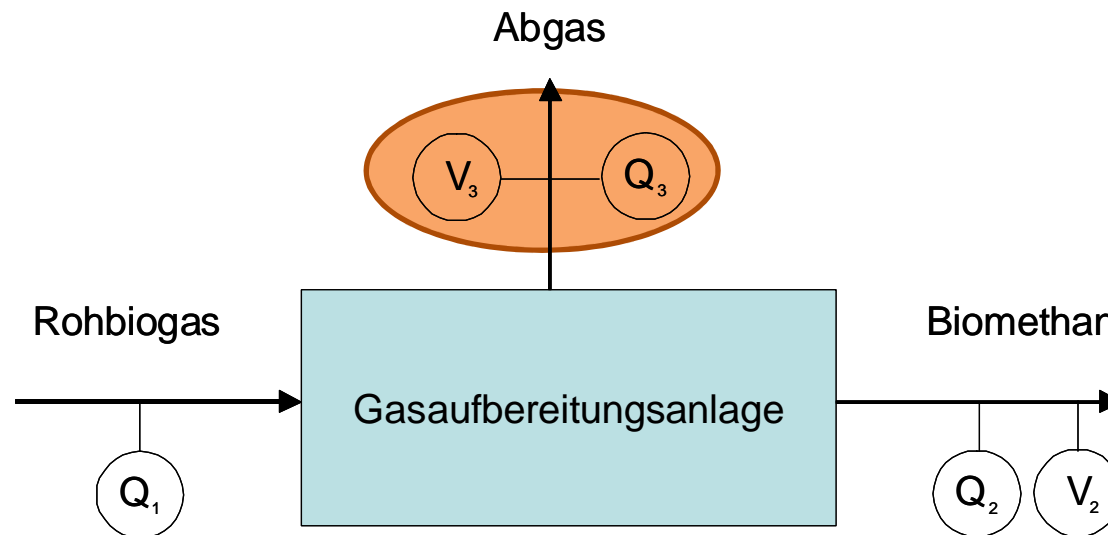 Abgas
V₃ Q₃
Rohbiogas Biomethan
Gasaufbereitungsanlage
Q₁ Q₂ V₂